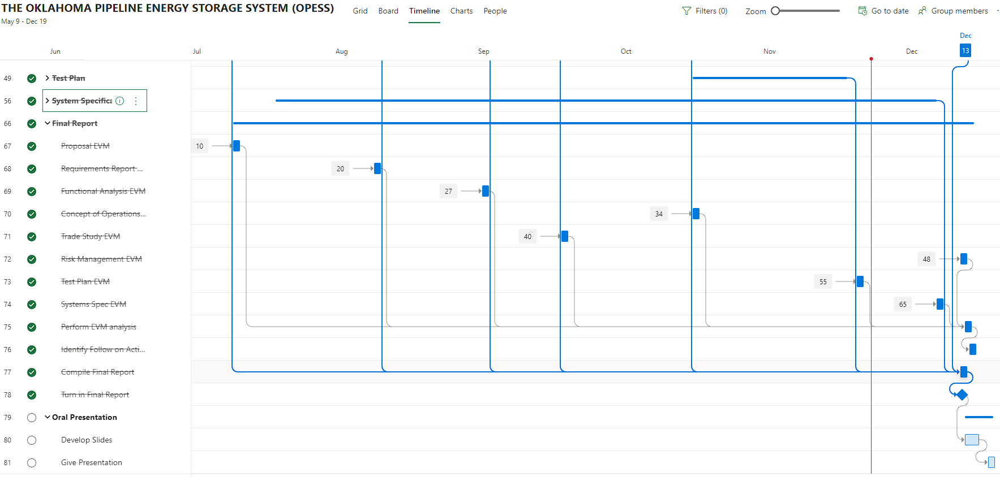 THE OKLAHOMA PIPELINE ENERGY STORAGE SYSTEM (OPESS)
May 9 - Dec 19
Grid Board Timeline Charts People
Filters (0) Zoom Go to date Group members
Dec
13
Jun Jul Aug Sep Oct Nov Dec
49 Test Plan
56 System Specifica
66 Final Report
67 Proposal EVM 10
68 Requirements Report ... 20
69 Functional Analysis EVM 27
70 Concept of Operations... 34
71 Trade Study EVM 40
72 Risk Management EVM 48
73 Test Plan EVM 55
74 Systems Spec EVM 65
75 Perform EVM analysis
76 Identify Follow on Acti...
77 Compile Final Report
78 Turn in Final Report
79 Oral Presentation
80 Develop Slides
81 Give Presentation